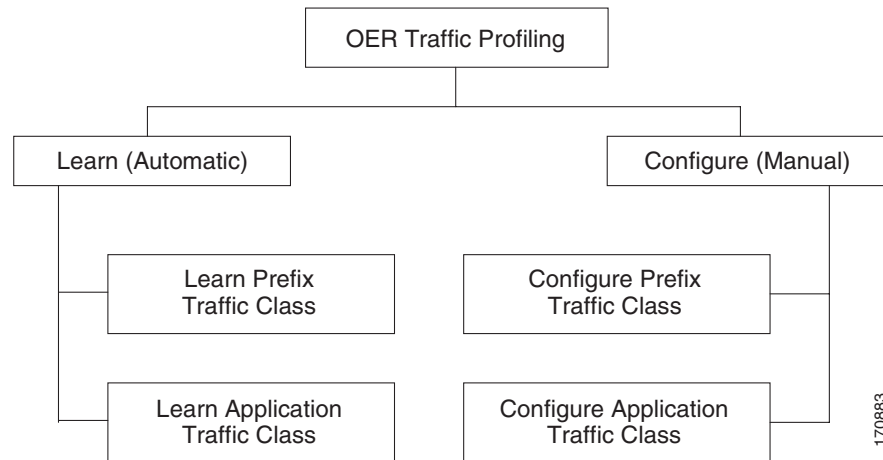 OER Traffic Profiling
Learn (Automatic)
Configure (Manual)
Learn Prefix
Traffic Class
Configure Prefix
Traffic Class
Learn Application
Traffic Class
Configure Application
Traffic Class
170883